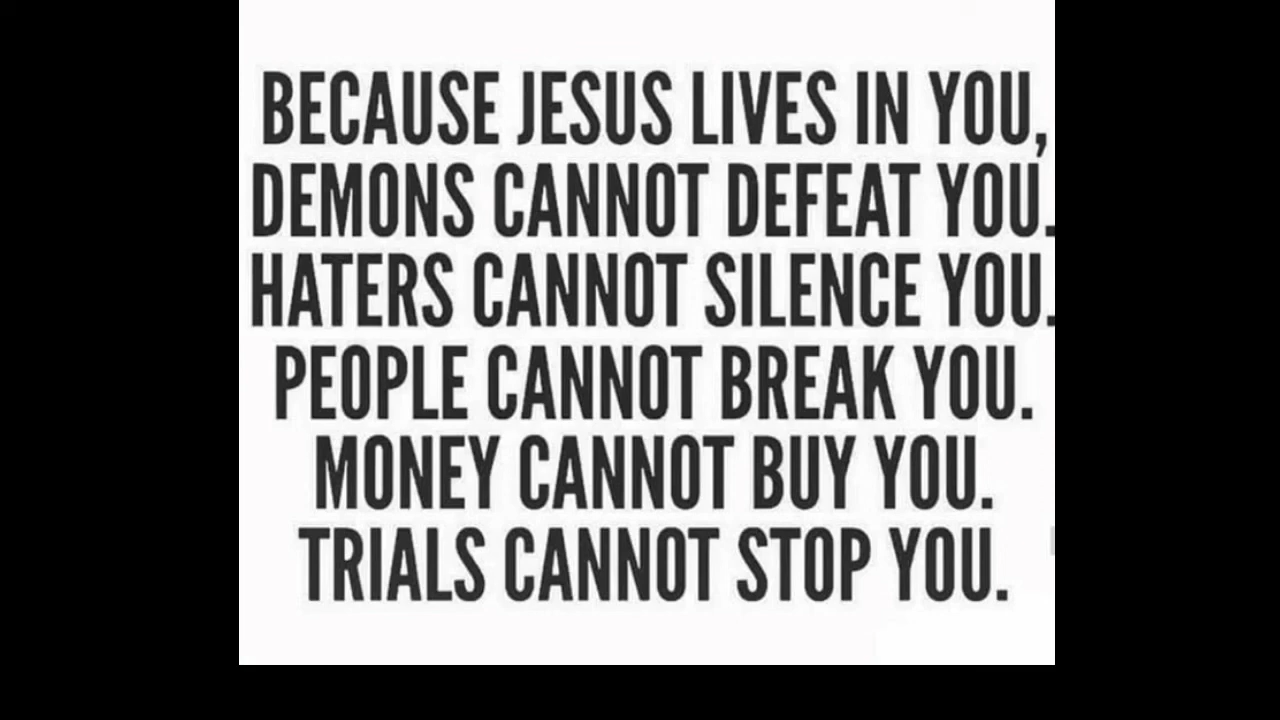 BECAUSE JESUS LIVES IN YOU,
DEMONS CANNOT DEFEAT YOU.
HATERS CANNOT SILENCE YOU.
PEOPLE CANNOT BREAK YOU.
MONEY CANNOT BUY YOU.
TRIALS CANNOT STOP YOU.